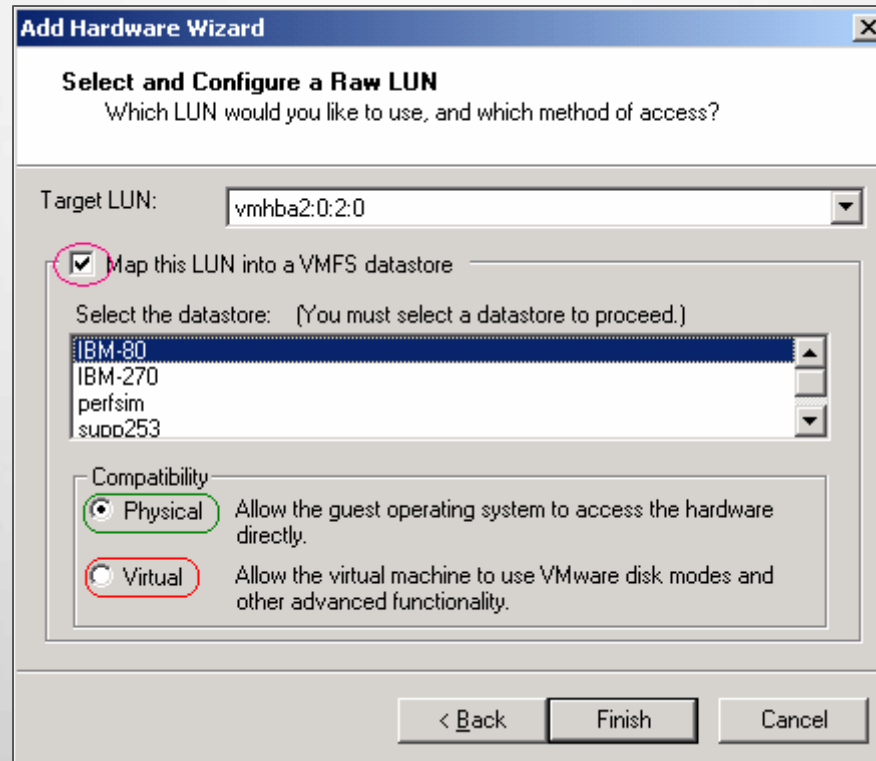 Add Hardware Wizard
Select and Configure a Raw LUN
Which LUN would you like to use, and which method of access?
Target LUN:
vmhba2:0:2:0
Map this LUN into a VMFS datastore
Select the datastore: (You must select a datastore to proceed.)
IBM-80
IBM-270
perfsim
supp253
Compatibility
Physical
Allow the guest operating system to access the hardware
directly.
Virtual
Allow the virtual machine to use VMware disk modes and
other advanced functionality.
< Back
Finish
Cancel